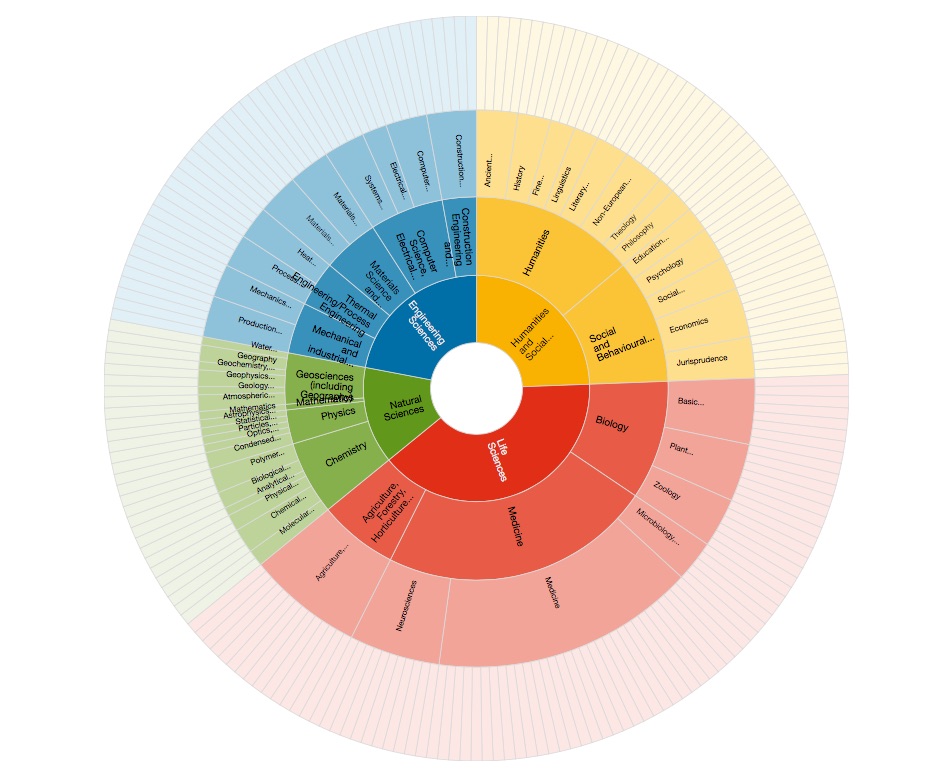 Humanities
and
Social...
Humanities
Ancient...
History
Fine...
Linguistics
Literary...
Non-European...
Theology
Philosophy
Social
and
Behavioural...
Education...
Psychology
Social...
Economics
Jurisprudence
Life
Sciences
Biology
Basic...
Plant...
Zoology
Microbiology,...
Medicine
Medicine
Neurosciences
Agriculture,
Forestry,
Horticulture...
Agriculture,...
Natural
Sciences
Chemistry
Molecular...
Chemical...
Physical...
Analytical...
Biological...
Polymer...
Physics
Condensed...
Optics,...
Particles,...
Statistical...
Astrophysics...
Mathematics
Mathematics
Geosciences
(including
Geography)
Atmospheric...
Geology...
Geophysics...
Geochemistry,...
Geography
Water...
Engineering
Sciences
Mechanical
and
industrial...
Production...
Mechanics...
Thermal
Engineering/Process
Engineering
Process...
Heat...
Materials
Science
and...
Materials...
Materials...
Computer
Science,
Electrical...
Systems...
Electrical...
Computer...
Construction
Engineering
and...
Construction...